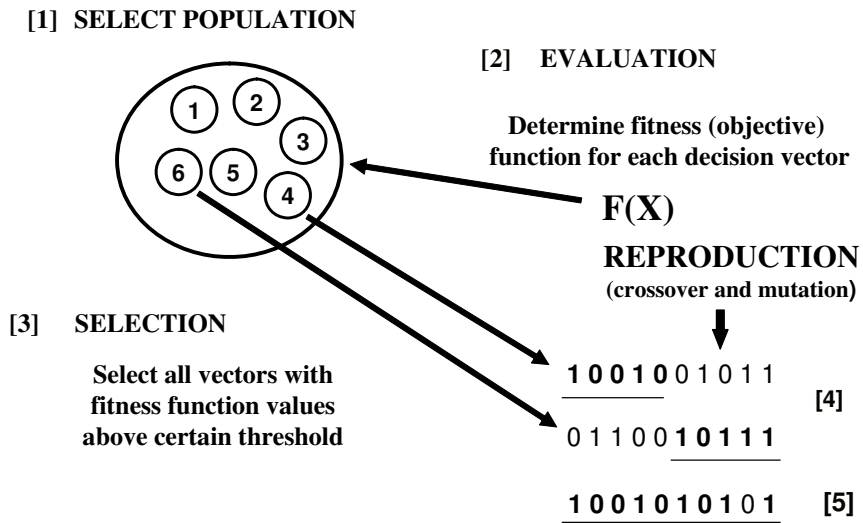 [1] SELECT POPULATION
[2] EVALUATION
1
2
3
6
5
4
Determine fitness (objective)
function for each decision vector
F(X)
REPRODUCTION
(crossover and mutation)
[3] SELECTION
Select all vectors with
fitness function values
above certain threshold
1 0 0 1 0 0 1 0 1 1
[4]
0 1 1 0 0 1 0 1 1 1
1 0 0 1 0 1 0 1 0 1
[5]